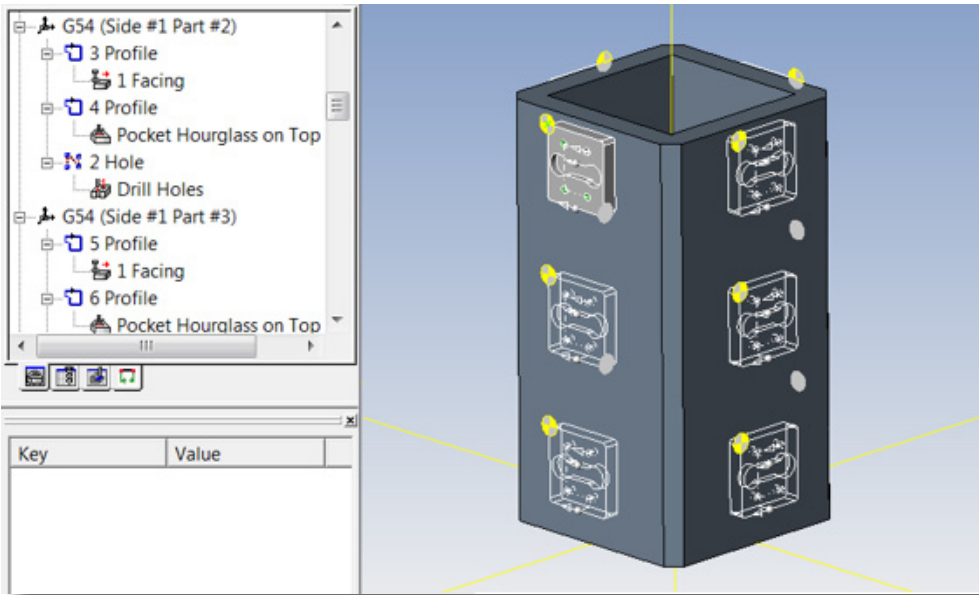 G54 (Side #1 Part #2)
3 Profile
1 Facing
4 Profile
Pocket Hourglass on Top
2 Hole
Drill Holes
G54 (Side #1 Part #3)
5 Profile
1 Facing
6 Profile
Pocket Hourglass on Top
Key Value